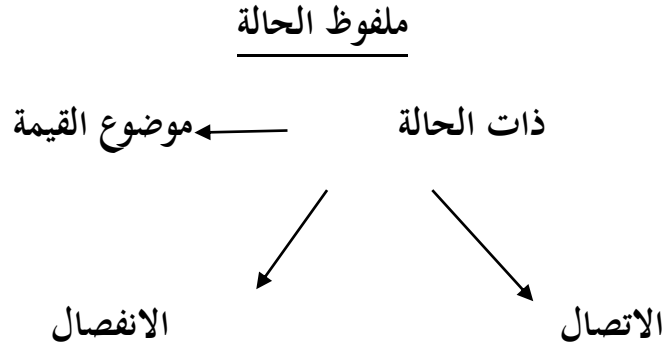 ملفوظ الحالة
ذات الحالة موضوع القيمة
الاتصال الانفصال